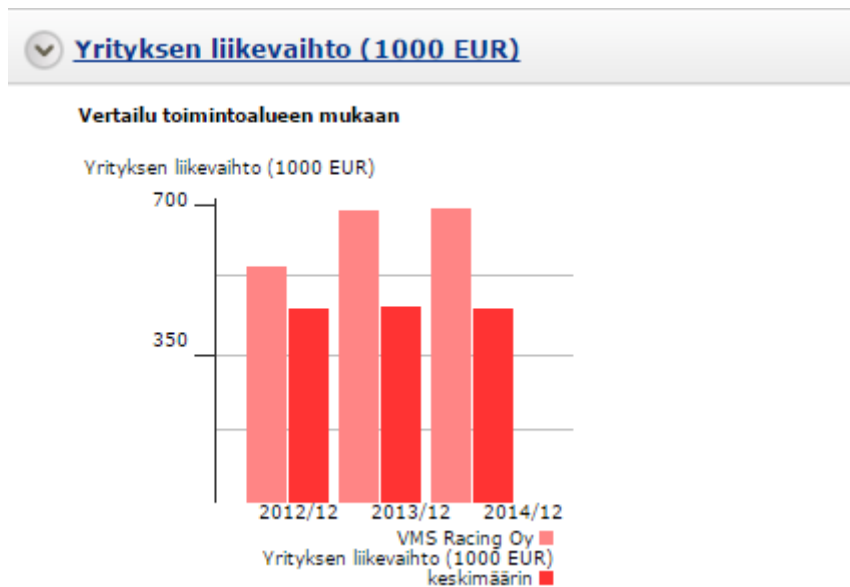 Yrityksen liikevaihto (1000 EUR)
Vertailu toimintoalueen mukaan
Yrityksen liikevaihto (1000 EUR)
700
350
2012/12 2013/12 2014/12
VMS Racing Oy
Yrityksen liikevaihto (1000 EUR)
keskimäärin